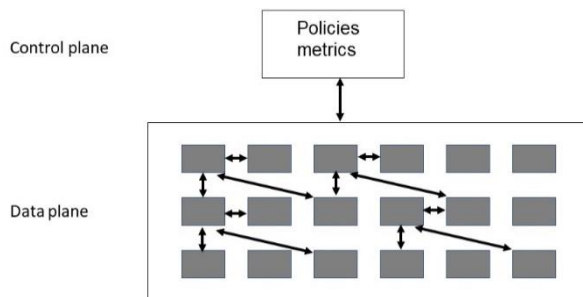 Control plane
Policies
metrics
Data plane